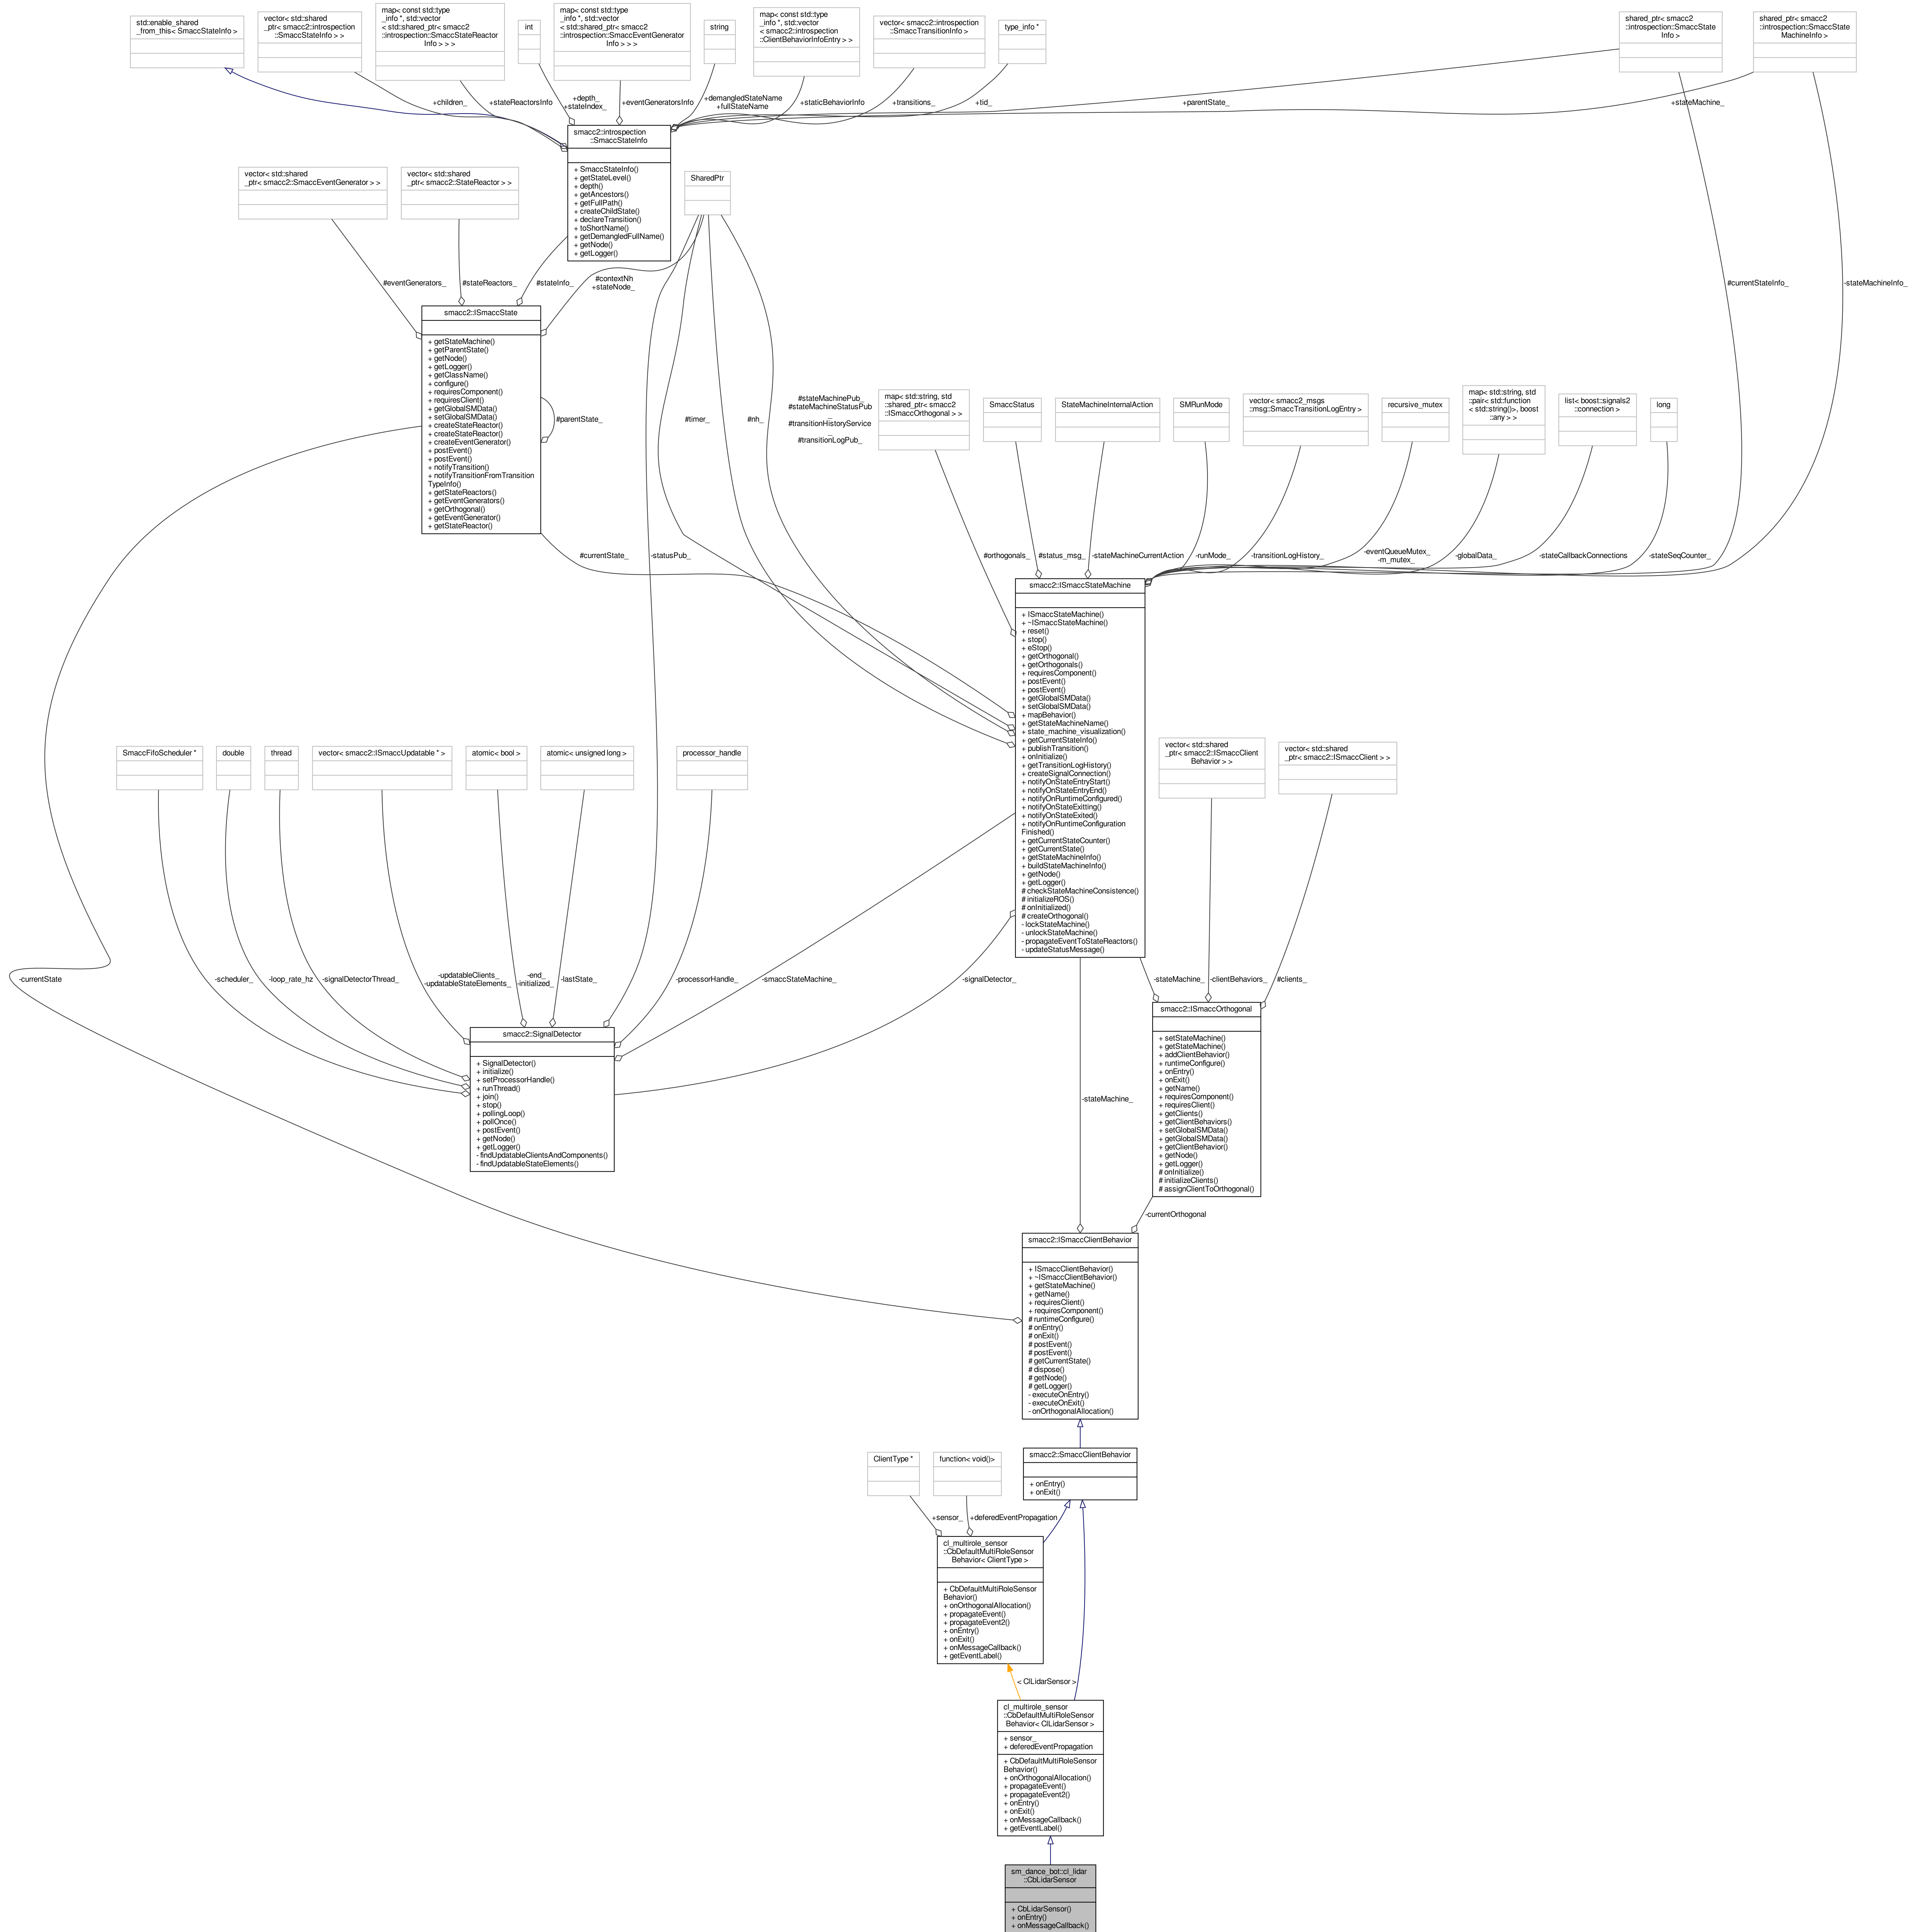 std::enable_shared
_from_this< SmaccStateInfo >
vector< std::shared
_ptr< smacc2::introspection
::SmaccStateInfo > >
map< const std::type
_info *, std::vector
< std::shared_ptr< smacc2
::introspection::SmaccStateReactor
Info > > >
int
map< const std::type
_info *, std::vector
< std::shared_ptr< smacc2
::introspection::SmaccEventGenerator
Info > > >
string
map< const std::type
_info *, std::vector
< smacc2::introspection
::ClientBehaviorInfoEntry > >
vector< smacc2::introspection
::SmaccTransitionInfo >
type_info *
shared_ptr< smacc2
::introspection::SmaccState
Info >
shared_ptr< smacc2
::introspection::SmaccState
MachineInfo >
+children_
+stateReactorsInfo
+depth_
+stateIndex_
+eventGeneratorsInfo
+demangledStateName
+fullStateName
+staticBehaviorInfo
+transitions_
+tid_
+parentState_
+stateMachine_
smacc2::introspection
::SmaccStateInfo
+ SmaccStateInfo()
+ getStateLevel()
+ depth()
+ getAncestors()
+ getFullPath()
+ createChildState()
+ declareTransition()
+ toShortName()
+ getDemangledFullName()
+ getNode()
+ getLogger()
vector< std::shared
_ptr< smacc2::SmaccEventGenerator > >
vector< std::shared
_ptr< smacc2::StateReactor > >
SharedPtr
#eventGenerators_
#stateReactors_
#stateInfo_
#contextNh
+stateNode_
#currentStateInfo_
-stateMachineInfo_
smacc2::ISmaccState
+ getStateMachine()
+ getParentState()
+ getNode()
+ getLogger()
+ getClassName()
+ configure()
+ requiresComponent()
+ requiresClient()
+ getGlobalSMData()
+ setGlobalSMData()
+ createStateReactor()
+ createStateReactor()
+ createEventGenerator()
+ postEvent()
+ postEvent()
+ notifyTransition()
+ notifyTransitionFromTransition
TypeInfo()
+ getStateReactors()
+ getEventGenerators()
+ getOrthogonal()
+ getEventGenerator()
+ getStateReactor()
#parentState_
#timer_
#nh_
#stateMachinePub_
#stateMachineStatusPub
_
#transitionHistoryService
_
#transitionLogPub_
map< std::string, std
::shared_ptr< smacc2
::ISmaccOrthogonal > >
SmaccStatus
StateMachineInternalAction
SMRunMode
vector< smacc2_msgs
::msg::SmaccTransitionLogEntry >
recursive_mutex
map< std::string, std
::pair< std::function
< std::string()>, boost
::any > >
list< boost::signals2
::connection >
long
#currentState_
-statusPub_
#orthogonals_
#status_msg_
-stateMachineCurrentAction
-runMode_
-transitionLogHistory_
-eventQueueMutex_
-m_mutex_
-globalData_
-stateCallbackConnections
-stateSeqCounter_
smacc2::ISmaccStateMachine
+ ISmaccStateMachine()
+ ~ISmaccStateMachine()
+ reset()
+ stop()
+ eStop()
+ getOrthogonal()
+ getOrthogonals()
+ requiresComponent()
+ postEvent()
+ postEvent()
+ getGlobalSMData()
+ setGlobalSMData()
+ mapBehavior()
+ getStateMachineName()
+ state_machine_visualization()
+ getCurrentStateInfo()
+ publishTransition()
+ onInitialize()
+ getTransitionLogHistory()
+ createSignalConnection()
+ notifyOnStateEntryStart()
+ notifyOnStateEntryEnd()
+ notifyOnRuntimeConfigured()
+ notifyOnStateExitting()
+ notifyOnStateExited()
+ notifyOnRuntimeConfiguration
Finished()
+ getCurrentStateCounter()
+ getCurrentState()
+ getStateMachineInfo()
+ buildStateMachineInfo()
+ getNode()
+ getLogger()
# checkStateMachineConsistence()
# initializeROS()
# onInitialized()
# createOrthogonal()
- lockStateMachine()
- unlockStateMachine()
- propagateEventToStateReactors()
- updateStatusMessage()
SmaccFifoScheduler *
double
thread
vector< smacc2::ISmaccUpdatable * >
atomic< bool >
atomic< unsigned long >
processor_handle
vector< std::shared
_ptr< smacc2::ISmaccClient
Behavior > >
vector< std::shared
_ptr< smacc2::ISmaccClient > >
-currentState
-scheduler_
-loop_rate_hz
-signalDetectorThread_
-updatableClients_
-updatableStateElements_
-end_
-initialized_
-lastState_
-processorHandle_
-smaccStateMachine_
-signalDetector_
-stateMachine_
-clientBehaviors_
#clients_
smacc2::SignalDetector
+ SignalDetector()
+ initialize()
+ setProcessorHandle()
+ runThread()
+ join()
+ stop()
+ pollingLoop()
+ pollOnce()
+ postEvent()
+ getNode()
+ getLogger()
- findUpdatableClientsAndComponents()
- findUpdatableStateElements()
smacc2::ISmaccOrthogonal
+ setStateMachine()
+ getStateMachine()
+ addClientBehavior()
+ runtimeConfigure()
+ onEntry()
+ onExit()
+ getName()
+ requiresComponent()
+ requiresClient()
+ getClients()
+ getClientBehaviors()
+ setGlobalSMData()
+ getGlobalSMData()
+ getClientBehavior()
+ getNode()
+ getLogger()
# onInitialize()
# initializeClients()
# assignClientToOrthogonal()
-stateMachine_
-currentOrthogonal
smacc2::ISmaccClientBehavior
+ ISmaccClientBehavior()
+ ~ISmaccClientBehavior()
+ getStateMachine()
+ getName()
+ requiresClient()
+ requiresComponent()
# runtimeConfigure()
# onEntry()
# onExit()
# postEvent()
# postEvent()
# getCurrentState()
# dispose()
# getNode()
# getLogger()
- executeOnEntry()
- executeOnExit()
- onOrthogonalAllocation()
ClientType *
function< void()>
smacc2::SmaccClientBehavior
+ onEntry()
+ onExit()
+sensor_
+deferedEventPropagation
cl_multirole_sensor
::CbDefaultMultiRoleSensor
Behavior< ClientType >
+ CbDefaultMultiRoleSensor
Behavior()
+ onOrthogonalAllocation()
+ propagateEvent()
+ propagateEvent2()
+ onEntry()
+ onExit()
+ onMessageCallback()
+ getEventLabel()
< ClLidarSensor >
cl_multirole_sensor
::CbDefaultMultiRoleSensor
Behavior< ClLidarSensor >
+ sensor_
+ deferedEventPropagation
+ CbDefaultMultiRoleSensor
Behavior()
+ onOrthogonalAllocation()
+ propagateEvent()
+ propagateEvent2()
+ onEntry()
+ onExit()
+ onMessageCallback()
+ getEventLabel()
sm_dance_bot::cl_lidar
::CbLidarSensor
+ CbLidarSensor()
+ onEntry()
+ onMessageCallback()